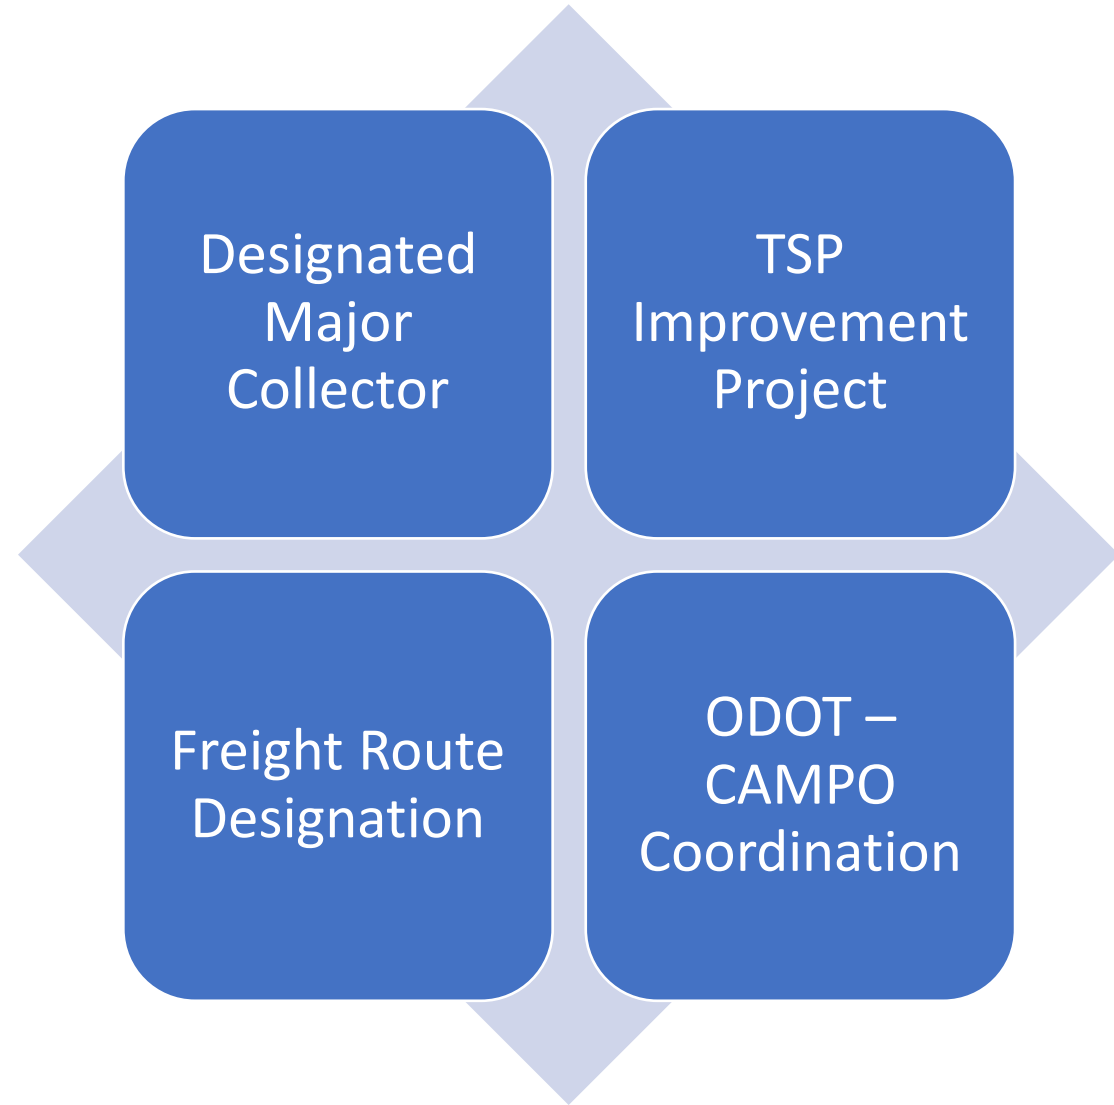 Designated
Major
Collector
TSP
Improvement
Project
Freight Route
Designation
ODOT –
CAMPO
Coordination